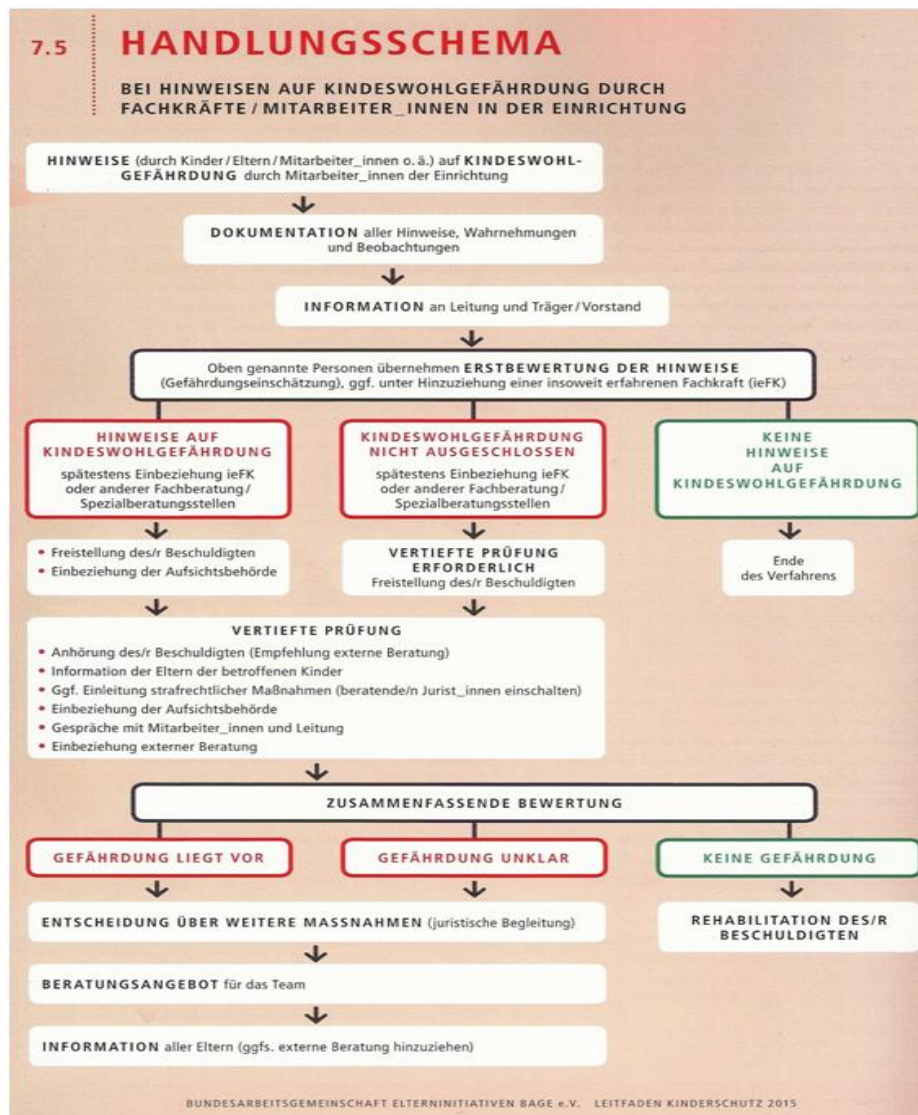 7.5 HANDLUNGSSCHEMA
BEI HINWEISEN AUF KINDESWOHLGEFÄHRDUNG DURCH
FACHKRÄFTE / MITARBEITER_INNEN IN DER EINRICHTUNG
HINWEISE (durch Kinder / Eltern / Mitarbeiter_innen o. ä.) auf KINDESWOHL-
GEFÄHRDUNG durch Mitarbeiter_innen der Einrichtung
DOKUMENTATION aller Hinweise, Wahrnehmungen
und Beobachtungen
INFORMATION an Leitung und Träger / Vorstand
Oben genannte Personen übernehmen ERSTBEWERTUNG DER HINWEISE
(Gefährdungseinschätzung), ggf. unter Hinzuziehung einer insoweit erfahrenen Fachkraft (ieFK)
HINWEISE AUF
KINDESWOHLGEFÄHRDUNG
spätestens Einbeziehung ieFK
oder anderer Fachberatung /
Spezialberatungsstellen
KINDESWOHLGEFÄHRDUNG
NICHT AUSGESCHLOSSEN
spätestens Einbeziehung ieFK
oder anderer Fachberatung /
Spezialberatungsstellen
KEINE
HINWEISE
AUF
KINDESWOHLGEFÄHRDUNG
• Freistellung des/r Beschuldigten
• Einbeziehung der Aufsichtsbehörde
VERTIEFTE PRÜFUNG
ERFORDERLICH
Freistellung des/r Beschuldigten
Ende
des Verfahrens
VERTIEFTE PRÜFUNG
• Anhörung des/r Beschuldigten (Empfehlung externe Beratung)
• Information der Eltern der betroffenen Kinder
• Ggf. Einleitung strafrechtlicher Maßnahmen (beratende/n Jurist_innen einschalten)
• Einbeziehung der Aufsichtsbehörde
• Gespräche mit Mitarbeiter_innen und Leitung
• Einbeziehung externer Beratung
ZUSAMMENFASSENDE BEWERTUNG
GEFÄHRDUNG LIEGT VOR
GEFÄHRDUNG UNKLAR
KEINE GEFÄHRDUNG
ENTSCHEIDUNG ÜBER WEITERE MASSNAHMEN (juristische Begleitung)
REHABILITATION DES/R
BESCHULDIGTEN
BERATUNGSANGEBOT für das Team
INFORMATION aller Eltern (ggfs. externe Beratung hinzuziehen)
BUNDESARBEITSGEMEINSCHAFT ELTERNINITIATIVEN BAGE e.V. LEITFADEN KINDERSCHUTZ 2015